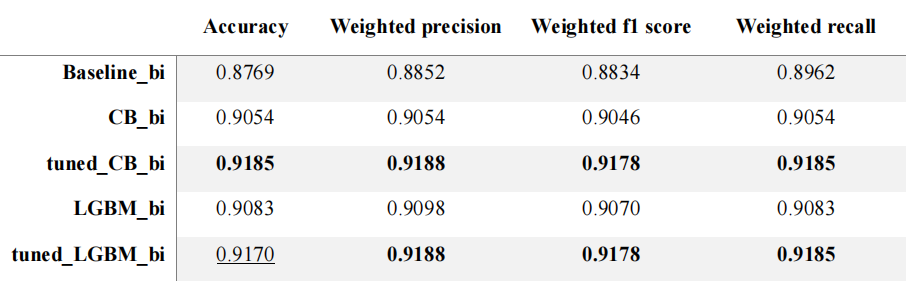 Accuracy Weighted precision Weighted f1 score Weighted recall
Baseline_bi 0.8769 0.8852 0.8834 0.8962
CB_bi 0.9054 0.9054 0.9046 0.9054
tuned_CB_bi 0.9185 0.9188 0.9178 0.9185
LGBM_bi 0.9083 0.9098 0.9070 0.9083
tuned_LGBM_bi 0.9170 0.9188 0.9178 0.9185